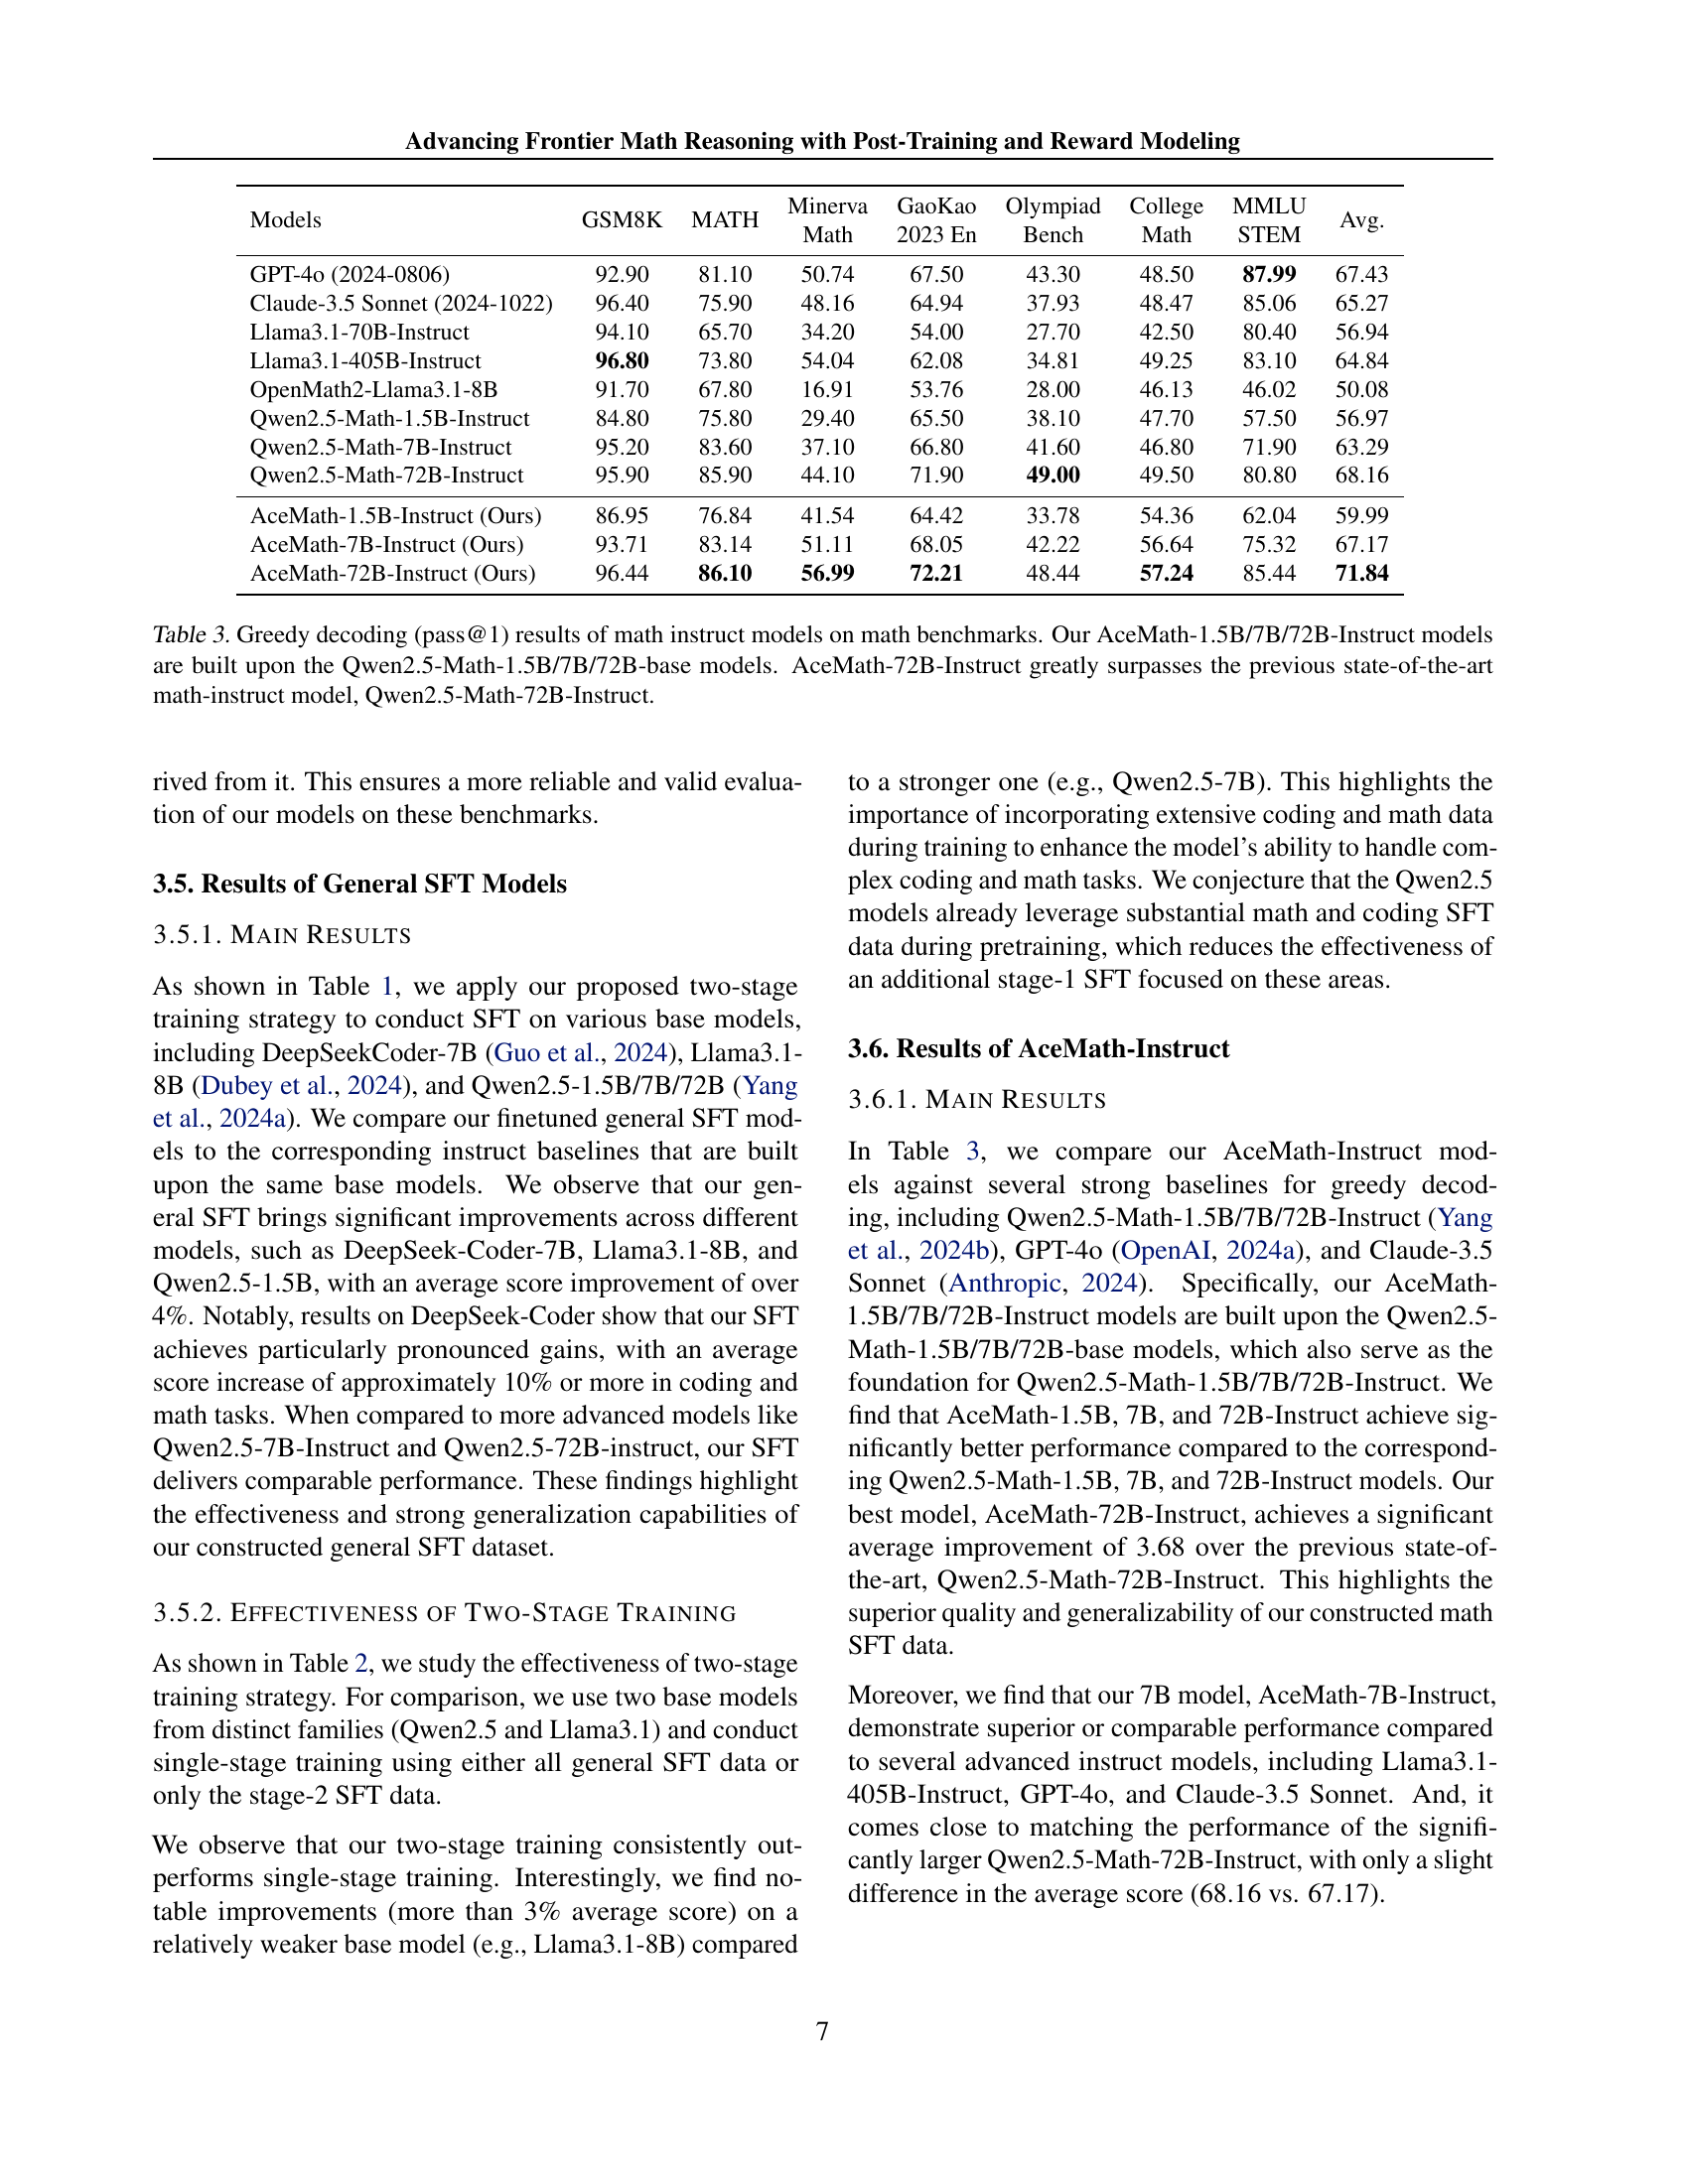 Advancing Frontier Math Reasoning with Post-Training and Reward Modeling
Models GSM8K MATH Minerva Math GaoKao 2023 En Olympiad Bench College Math MMLU STEM Avg.
GPT-4o (2024-0806) 92.90 81.10 50.74 67.50 43.30 48.50 87.99 67.43
Claude-3.5 Sonnet (2024-1022) 96.40 75.90 48.16 64.94 37.93 48.47 85.06 65.27
Llama3.1-70B-Instruct 94.10 65.70 34.20 54.00 27.70 42.50 80.40 56.94
Llama3.1-405B-Instruct 96.80 73.80 54.04 62.08 34.81 49.25 83.10 64.84
OpenMath2-Llama3.1-8B 91.70 67.80 16.91 53.76 28.00 46.13 46.02 50.08
Qwen2.5-Math-1.5B-Instruct 84.80 75.80 29.40 65.50 38.10 47.70 57.50 56.97
Qwen2.5-Math-7B-Instruct 95.20 83.60 37.10 66.80 41.60 46.80 71.90 63.29
Qwen2.5-Math-72B-Instruct 95.90 85.90 44.10 71.90 49.00 49.50 80.80 68.16
AceMath-1.5B-Instruct (Ours) 86.95 76.84 41.54 64.42 33.78 54.36 62.04 59.99
AceMath-7B-Instruct (Ours) 93.71 83.14 51.11 68.05 42.22 56.64 75.32 67.17
AceMath-72B-Instruct (Ours) 96.44 86.10 56.99 72.21 48.44 57.24 85.44 71.84
Table 3. Greedy decoding (pass@1) results of math instruct models on math benchmarks. Our AceMath-1.5B/7B/72B-Instruct models
are built upon the Qwen2.5-Math-1.5B/7B/72B-base models. AceMath-72B-Instruct greatly surpasses the previous state-of-the-art
math-instruct model, Qwen2.5-Math-72B-Instruct.
rived from it. This ensures a more reliable and valid evalua-
tion of our models on these benchmarks.
3.5. Results of General SFT Models
3.5.1. MAIN RESULTS
As shown in Table 1, we apply our proposed two-stage
training strategy to conduct SFT on various base models,
including DeepSeekCoder-7B (Guo et al., 2024), Llama3.1-
8B (Dubey et al., 2024), and Qwen2.5-1.5B/7B/72B (Yang
et al., 2024a). We compare our finetuned general SFT mod-
els to the corresponding instruct baselines that are built
upon the same base models. We observe that our gen-
eral SFT brings significant improvements across different
models, such as DeepSeek-Coder-7B, Llama3.1-8B, and
Qwen2.5-1.5B, with an average score improvement of over
4%. Notably, results on DeepSeek-Coder show that our SFT
achieves particularly pronounced gains, with an average
score increase of approximately 10% or more in coding and
math tasks. When compared to more advanced models like
Qwen2.5-7B-Instruct and Qwen2.5-72B-instruct, our SFT
delivers comparable performance. These findings highlight
the effectiveness and strong generalization capabilities of
our constructed general SFT dataset.
3.5.2. EFFECTIVENESS OF TWO-STAGE TRAINING
As shown in Table 2, we study the effectiveness of two-stage
training strategy. For comparison, we use two base models
from distinct families (Qwen2.5 and Llama3.1) and conduct
single-stage training using either all general SFT data or
only the stage-2 SFT data.
We observe that our two-stage training consistently out-
performs single-stage training. Interestingly, we find no-
table improvements (more than 3% average score) on a
relatively weaker base model (e.g., Llama3.1-8B) compared
to a stronger one (e.g., Qwen2.5-7B). This highlights the
importance of incorporating extensive coding and math data
during training to enhance the model's ability to handle com-
plex coding and math tasks. We conjecture that the Qwen2.5
models already leverage substantial math and coding SFT
data during pretraining, which reduces the effectiveness of
an additional stage-1 SFT focused on these areas.
3.6. Results of AceMath-Instruct
3.6.1. MAIN RESULTS
In Table 3, we compare our AceMath-Instruct mod-
els against several strong baselines for greedy decod-
ing, including Qwen2.5-Math-1.5B/7B/72B-Instruct (Yang
et al., 2024b), GPT-4o (OpenAI, 2024a), and Claude-3.5
Sonnet (Anthropic, 2024). Specifically, our AceMath-
1.5B/7B/72B-Instruct models are built upon the Qwen2.5-
Math-1.5B/7B/72B-base models, which also serve as the
foundation for Qwen2.5-Math-1.5B/7B/72B-Instruct. We
find that AceMath-1.5B, 7B, and 72B-Instruct achieve sig-
nificantly better performance compared to the correspond-
ing Qwen2.5-Math-1.5B, 7B, and 72B-Instruct models. Our
best model, AceMath-72B-Instruct, achieves a significant
average improvement of 3.68 over the previous state-of-
the-art, Qwen2.5-Math-72B-Instruct. This highlights the
superior quality and generalizability of our constructed math
SFT data.
Moreover, we find that our 7B model, AceMath-7B-Instruct,
demonstrate superior or comparable performance compared
to several advanced instruct models, including Llama3.1-
405B-Instruct, GPT-4o, and Claude-3.5 Sonnet. And, it
comes close to matching the performance of the signifi-
cantly larger Qwen2.5-Math-72B-Instruct, with only a slight
difference in the average score (68.16 vs. 67.17).
7